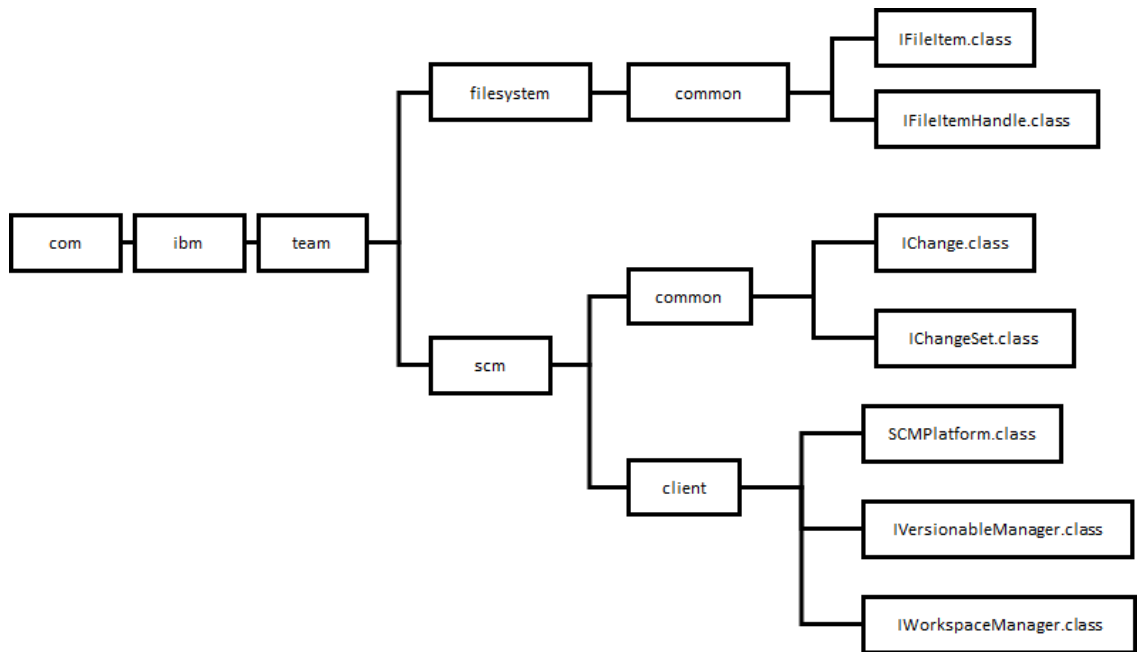 IFileItem.class
filesystem
common
IFileItemHandle.class
com
ibm
team
IChange.class
common
IChangeSet.class
scm
SCMPlatform.class
client
IVersionableManager.class
IWorkspaceManager.class